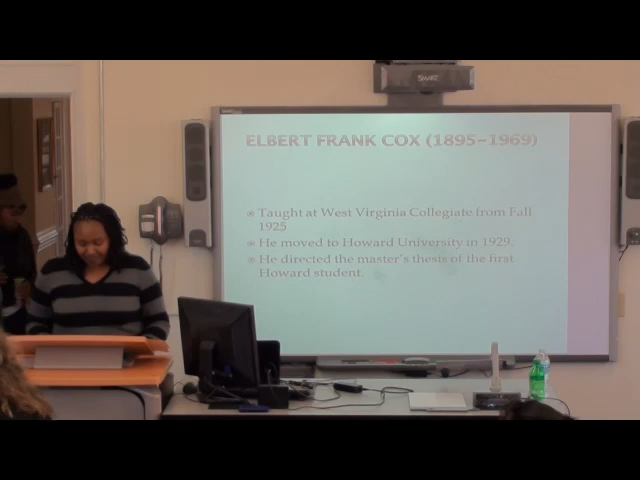 SMART
ELBERT FRANK COX (1895-1969)
Taught at West Virginia Collegiate from Fall
1925
He moved to Howard University in 1929.
He directed the master's thesis of the first
Howard student.